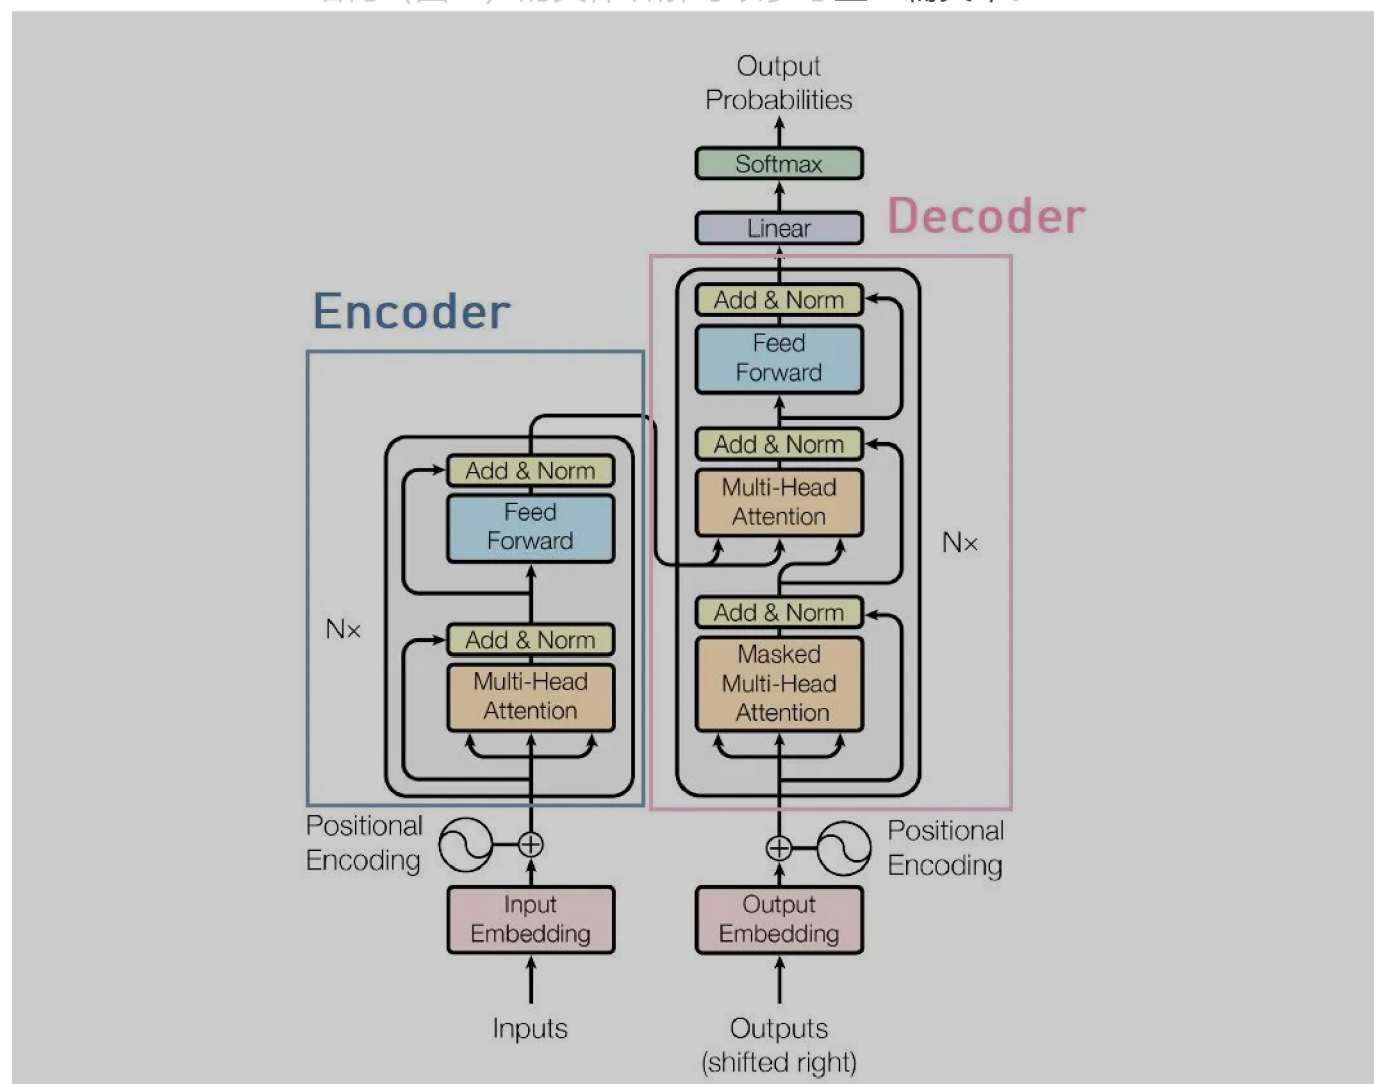 Output
Probabilities
Softmax
Linear
Decoder
Add & Norm
Feed
Forward
Add & Norm
Multi-Head
Attention
Nx
Add & Norm
Masked
Multi-Head
Attention
Encoder
Add & Norm
Feed
Forward
Nx
Add & Norm
Multi-Head
Attention
Positional
Encoding
Positional
Encoding
Input
Embedding
Output
Embedding
Inputs
Outputs
(shifted right)